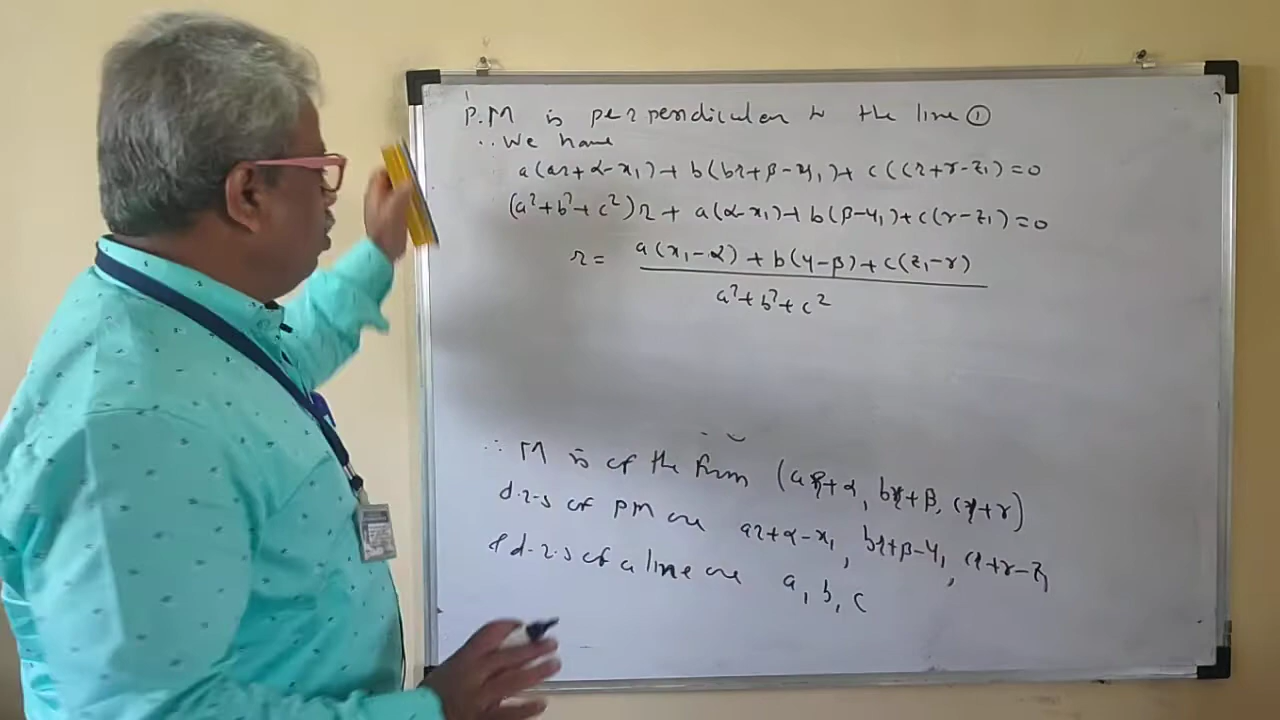 P.M is perpendicular to the line ①
∴ We have
a(ar+α-x₁)+b(br+β-y₁)+c(cr+γ-z₁)=0
(a²+b²+c²)r+a(α-x₁)+b(β-y₁)+c(γ-z₁)=0
r = a(x₁-α)+b(y-β)+c(z₁-γ)
a²+b²+c²
∴ M is of the form (ar+α, br+β, cr+γ)
d.r.s of PM are ar+α-x₁, br+β-y₁, cr+γ-z₁
& d.r.s of a line are a, b, c